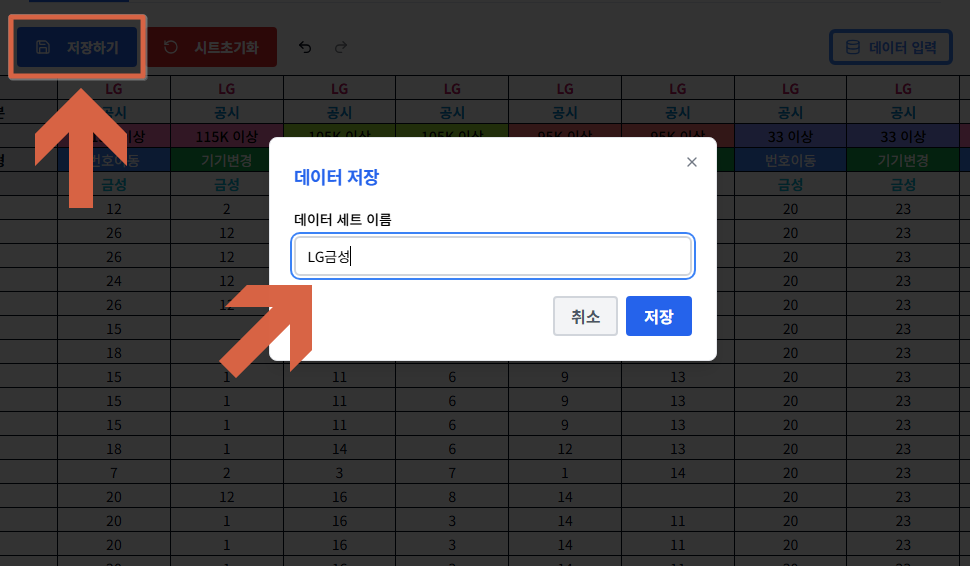 저장하기 시트초기화 데이터 입력
LG LG LG LG LG LG LG LG
공시 공시 공시 공시 공시 공시 공시 공시
이상 115K 이상 105K 이상 105K 이상 95K 이상 95K 이상 33 이상 33 이상
번호이동 기기변경 번호이동 기기변경
금성 금성 금성 금성
데이터 저장
데이터 세트 이름
LG금성
취소 저장
12 2 20 23
26 12 20 23
26 12 20 23
24 12 20 23
26 12 20 23
15 20 23
18 20 23
15 1 11 6 9 13 20 23
15 1 11 6 9 13 20 23
15 1 11 6 9 13 20 23
18 1 14 6 12 13 20 23
7 2 3 7 1 14 20 23
20 12 16 8 14 20 23
20 1 16 3 14 11 20 23
20 1 16 3 14 11 20 23